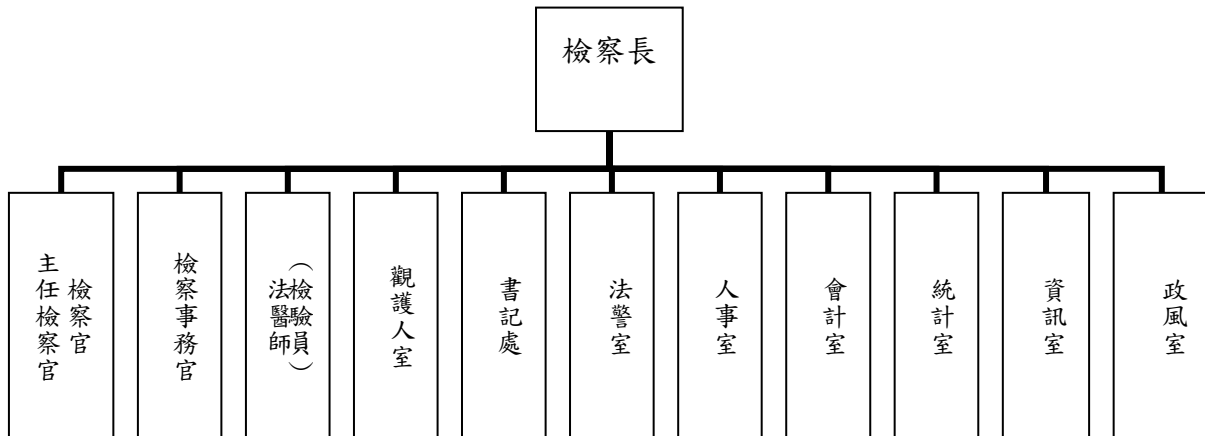 檢察長
檢察官
主任檢察官
檢察事務官
（檢驗員）
法醫師
觀護人室
書記處
法警室
人事室
會計室
統計室
資訊室
政風室